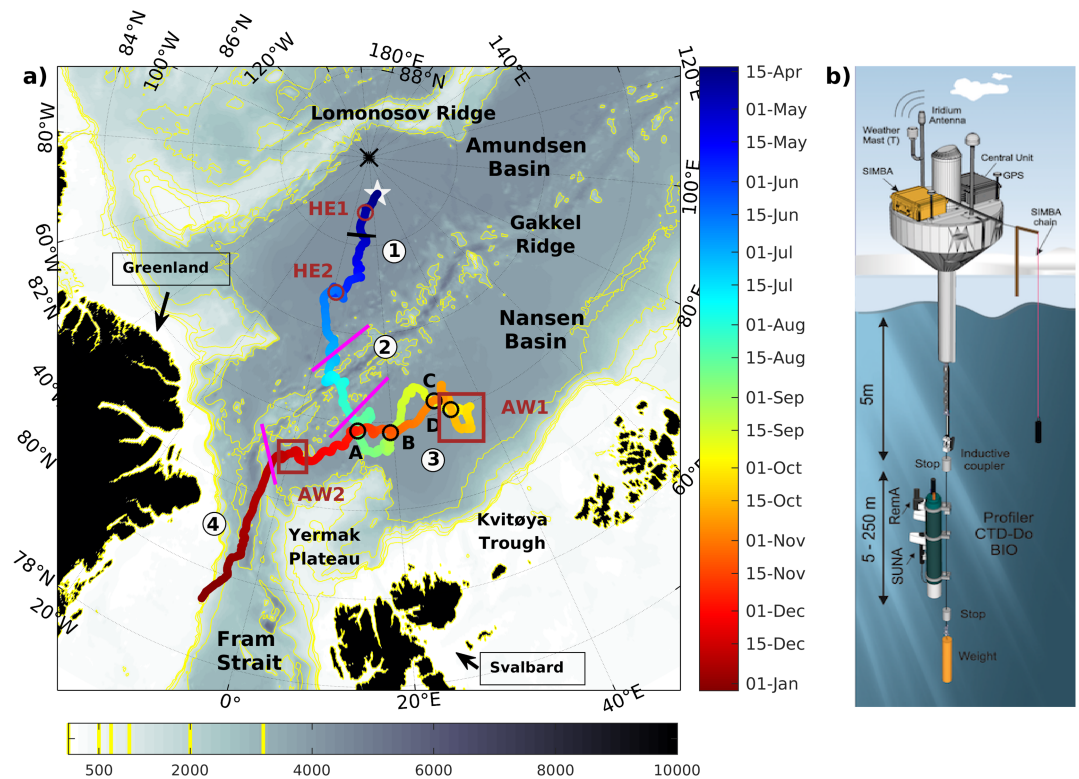 a)
84°N
100°W
86°N
120°W
180°E
88°N
140°E
120°E
80°W
60°W
82°N
40°W
80°N
78°N
20°W
0°
20°E
40°E
60°E
80°E
100°E
Lomonosov Ridge
Amundsen
Basin
Gakkel
Ridge
Nansen
Basin
HE1
1
HE2
2
Greenland
C
D
AW1
A
B
3
AW2
4
Yermak
Plateau
Kvitøya
Trough
Fram
Strait
Svalbard
15-Apr
01-May
15-May
01-Jun
15-Jun
01-Jul
15-Jul
01-Aug
15-Aug
01-Sep
15-Sep
01-Oct
15-Oct
01-Nov
15-Nov
01-Dec
15-Dec
01-Jan
500
2000
4000
6000
8000
10000
b)
Iridium
Antenna
Weather
Mast (T)
Central Unit
GPS
SIMBA
SIMBA
chain
5m
Inductive
coupler
Stop
5 - 250 m
RemA
SUNA
Profiler
CTD-Do
BIO
Stop
Weight